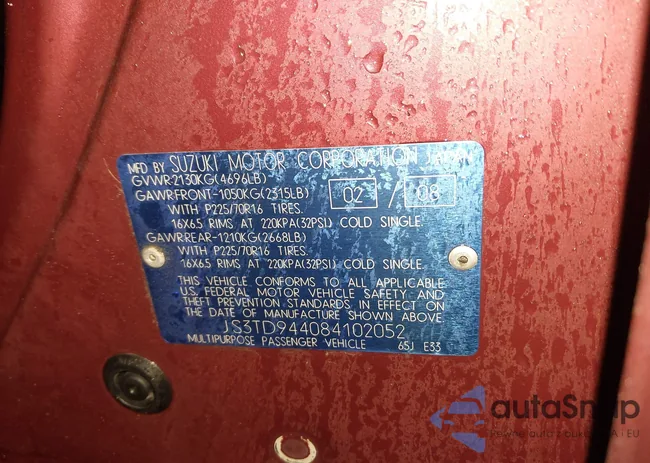 MFD BY SUZUKI MOTOR CORPORATION JAPAN
GVWR2130KG(4696LB)
GAWRFRONT-1050KG(2315LB) 02 / 08
WITH P225/70R16 TIRES.
16X6.5 RIMS AT 220KPA(32PSI) COLD SINGLE.
GAWRREAR-1210KG(2668LB)
WITH P225/70R16 TIRES.
16X6.5 RIMS AT 220KPA(32PSI) COLD SINGLE.
THIS VEHICLE CONFORMS TO ALL APPLICABLE
U.S. FEDERAL MOTOR VEHICLE SAFETY AND
THEFT PREVENTION STANDARDS IN EFFECT ON
THE DATE OF MANUFACTURE SHOWN ABOVE.
JS3TD944084102052
MULTIPURPOSE PASSENGER VEHICLE 65J E33
autaSnap
i EU